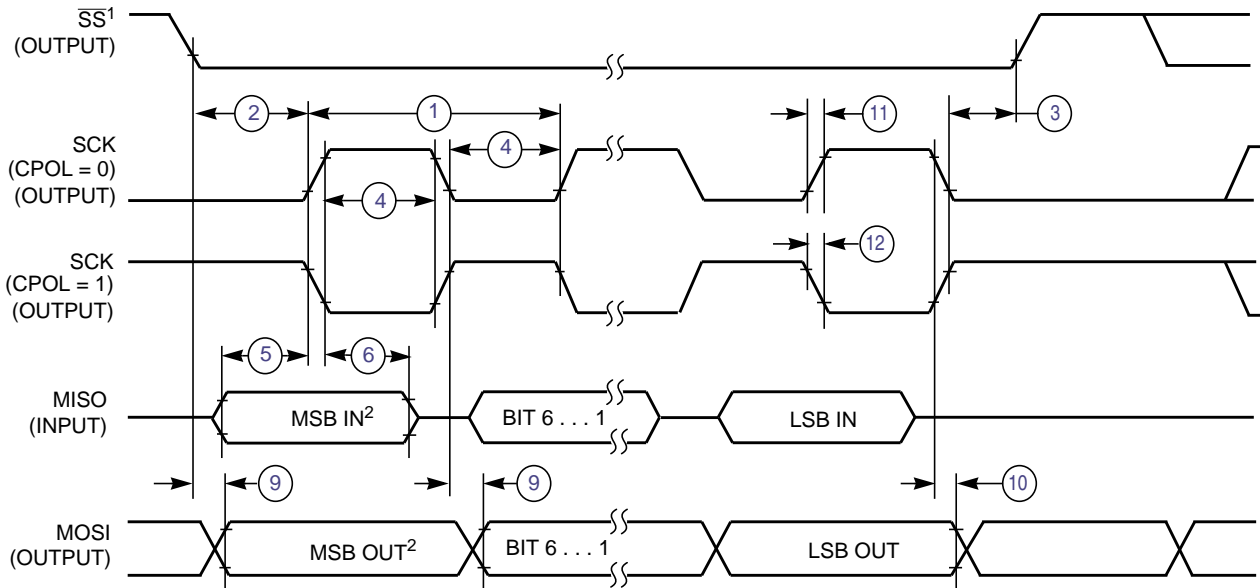 SS¹
(OUTPUT)
2
1
11
3
SCK
(CPOL = 0)
(OUTPUT)
4
4
12
SCK
(CPOL = 1)
(OUTPUT)
5
6
MISO
(INPUT)
MSB IN²
BIT 6 . . . 1
LSB IN
9
9
10
MOSI
(OUTPUT)
MSB OUT²
BIT 6 . . . 1
LSB OUT